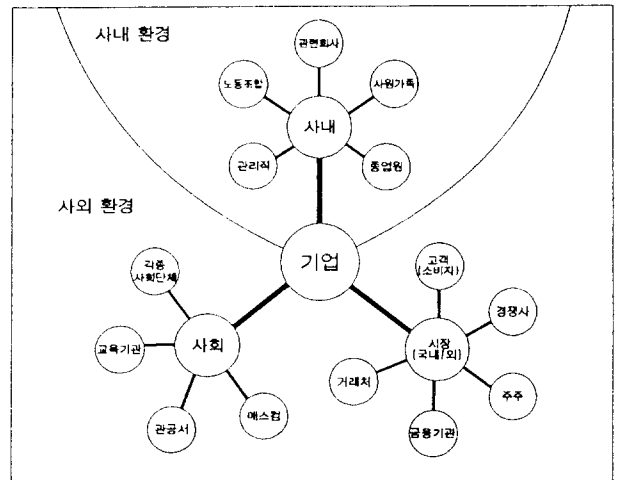 사내 환경
관련회사
노동조합
사원가족
사내
관리직
종업원
사외 환경
기업
각종
사회단체
고객
(소비자)
경쟁사
교육기관
사회
시장
(국내/외)
거래처
주주
관공서
매스컴
금융기관